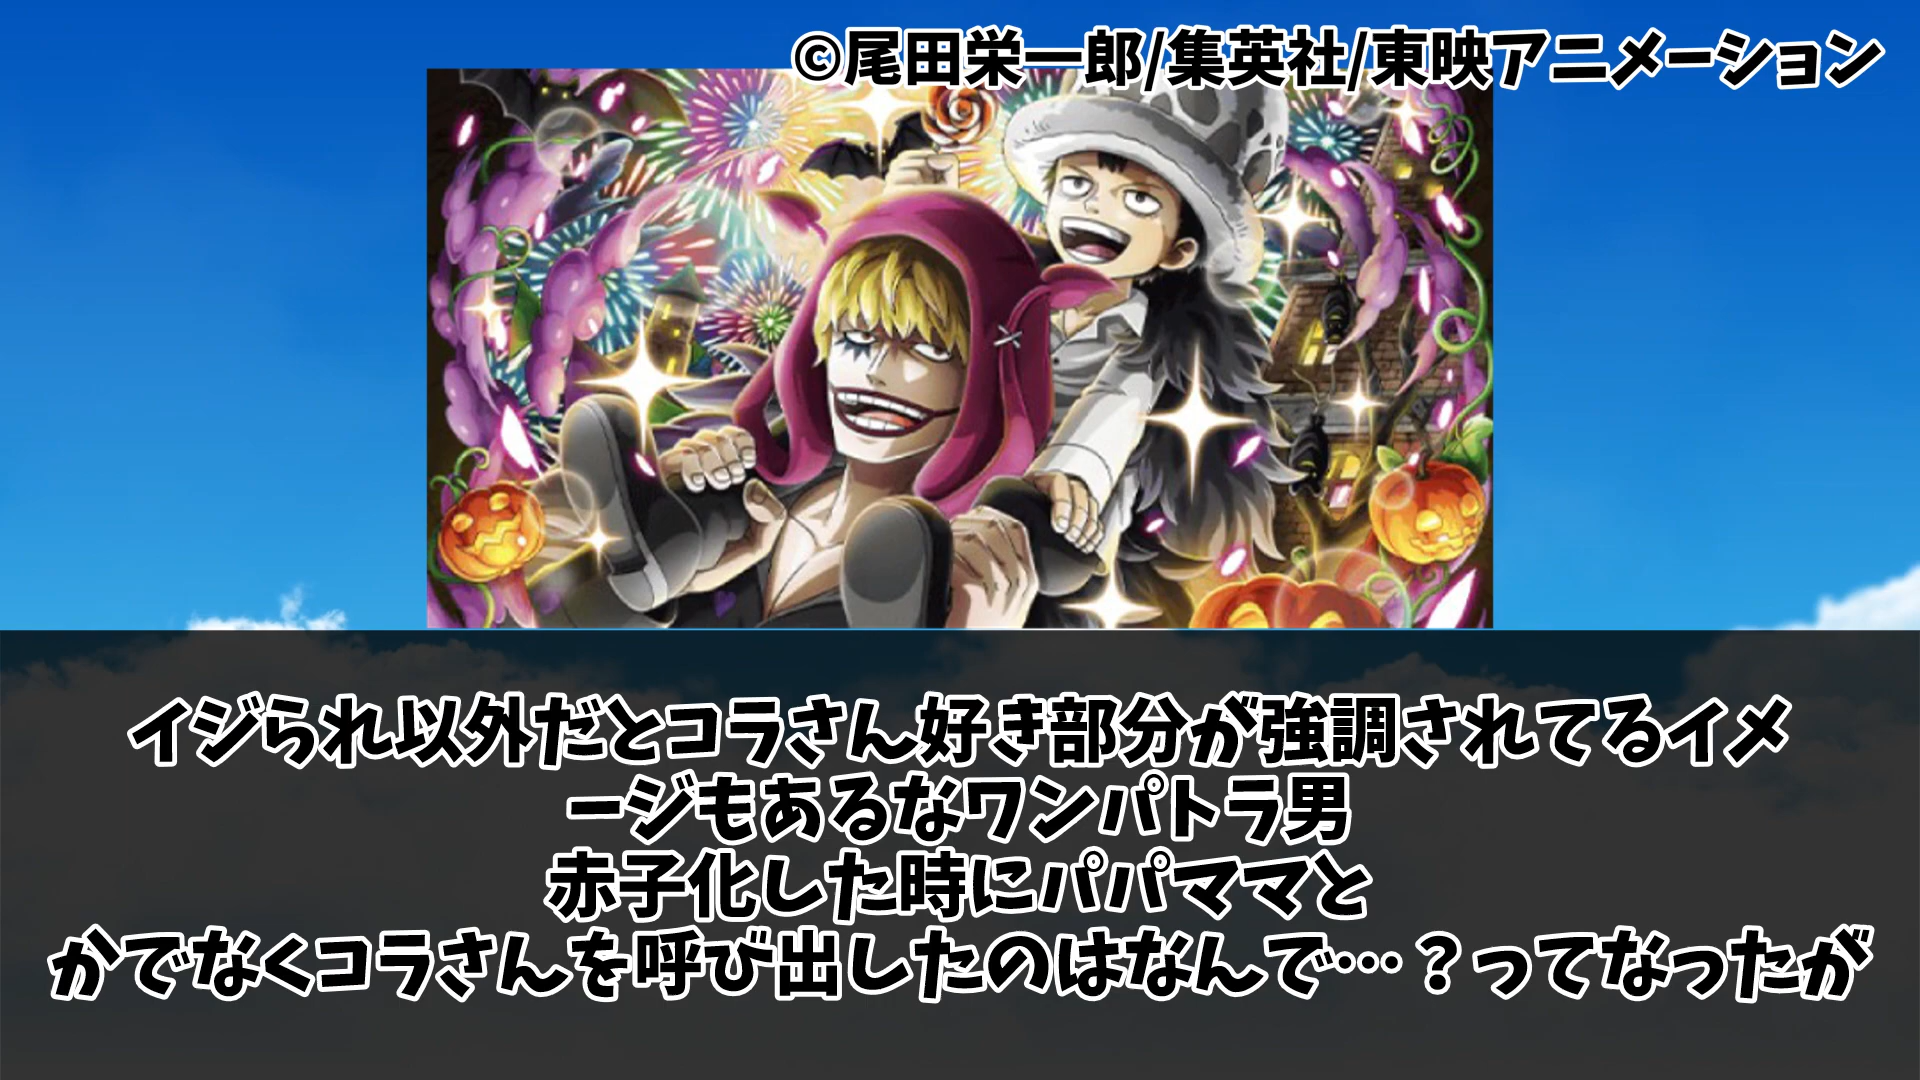 ©尾田栄一郎/集英社/東映アニメーション
イジられ以外だとコラさん好き部分が強調されてるイメ
ージもあるなワンパトラ男
赤子化した時にパパママと
かでなくコラさんを呼び出したのはなんで…？ってなったが